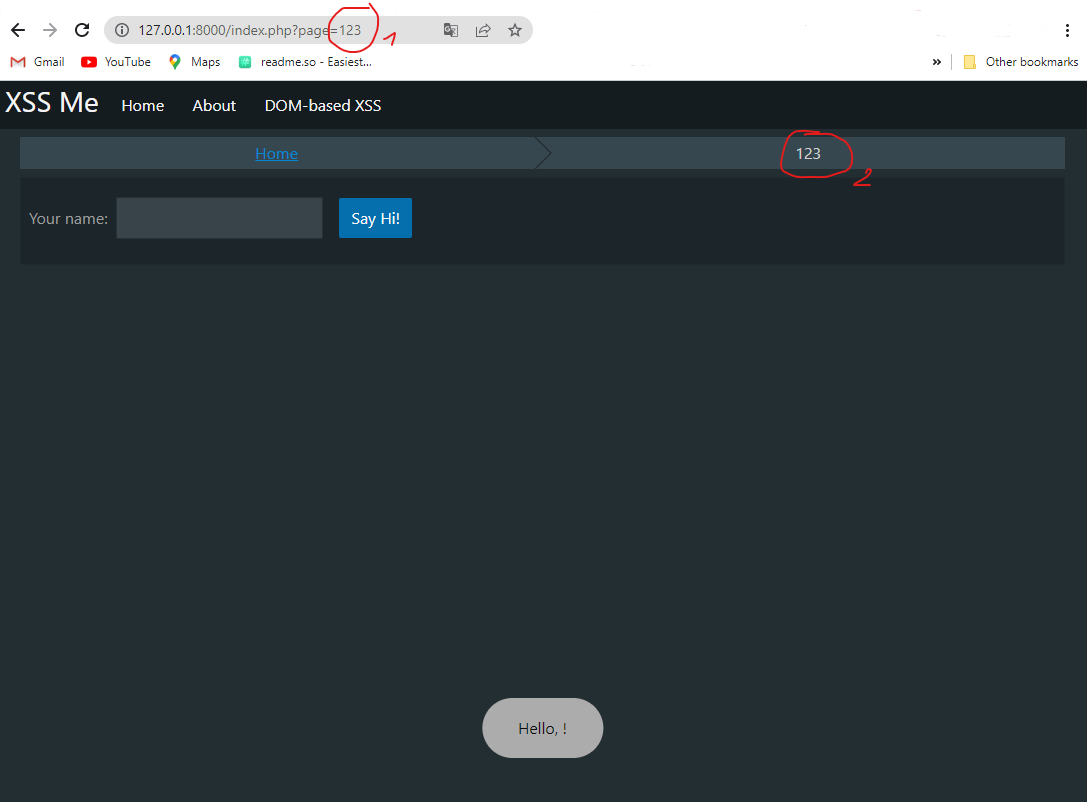 127.0.0.1:8000/index.php?page=123
1
Gmail YouTube Maps readme.so - Easiest... » Other bookmarks
XSS Me Home About DOM-based XSS
Home 123
2
Your name: Say Hi!
Hello, !